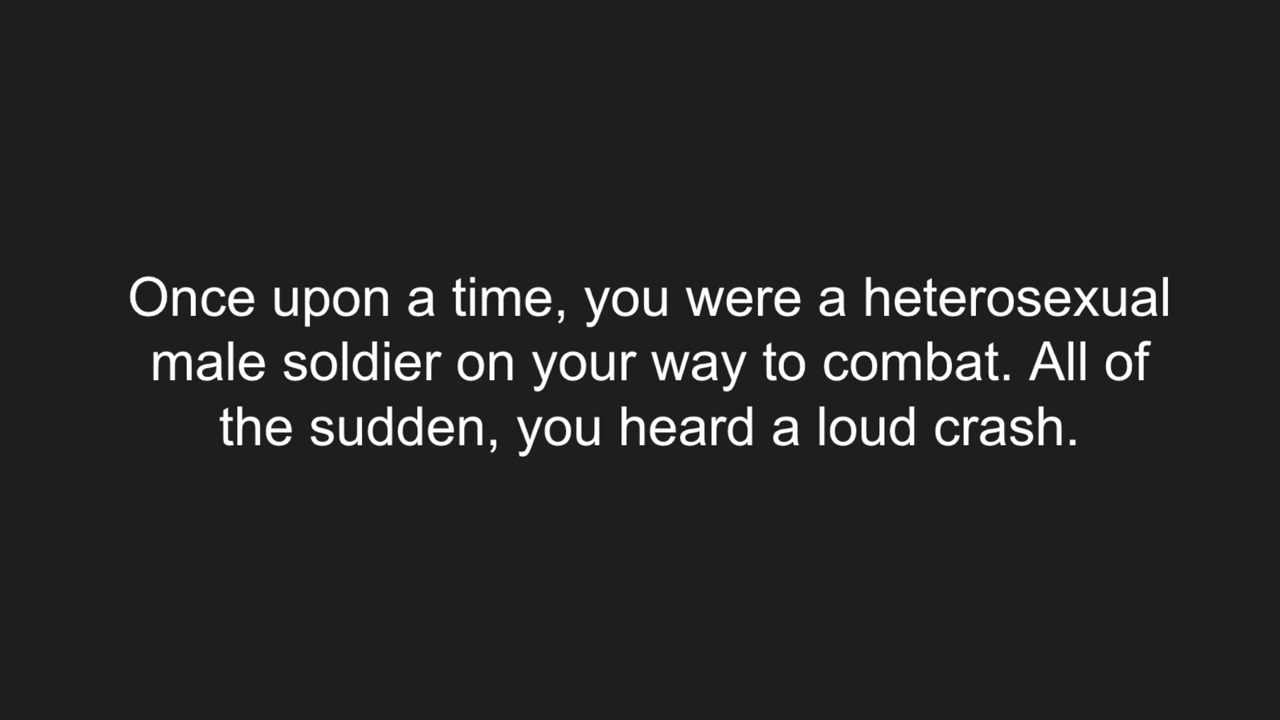 Once upon a time, you were a heterosexual
male soldier on your way to combat. All of
the sudden, you heard a loud crash.